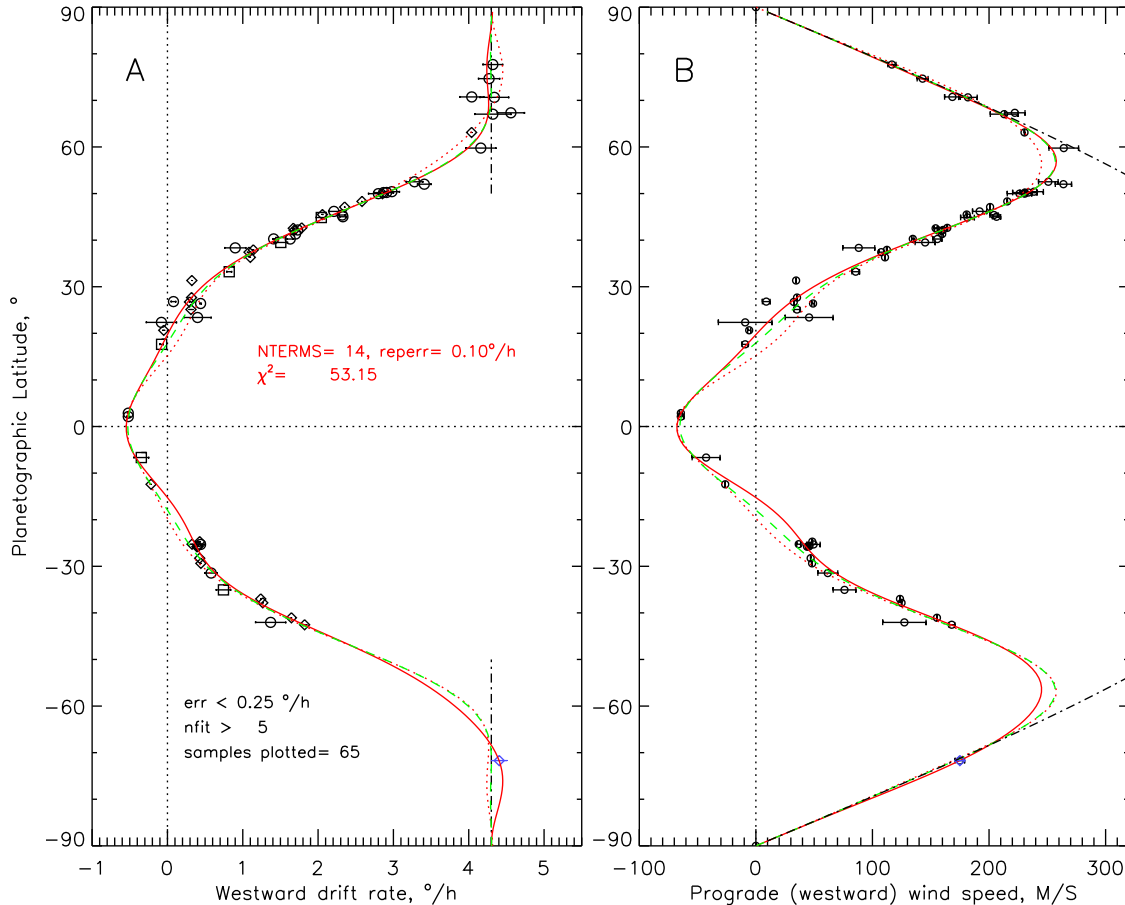 A
B
90
60
30
0
−30
−60
−90
90
60
30
0
−30
−60
−90
Planetographic Latitude, °
NTERMS= 14, reperr= 0.10°/h
χ²= 53.15
err < 0.25 °/h
nfit > 5
samples plotted= 65
−1 0 1 2 3 4 5
−100 0 100 200 300
Westward drift rate, °/h
Prograde (westward) wind speed, M/S